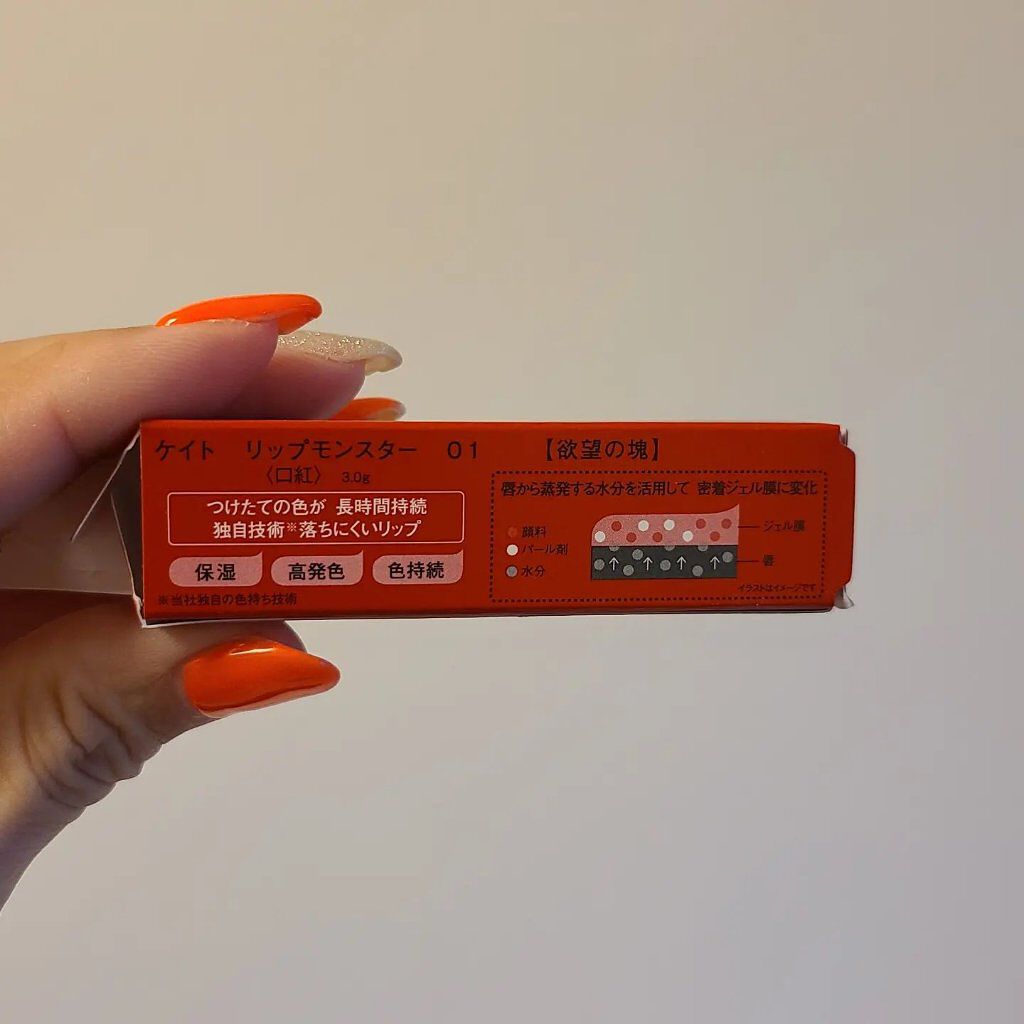 ケイト リップモンスター 01 【欲望の塊】
〈口紅〉 3.0g
つけたての色が 長時間持続
独自技術※落ちにくいリップ
保湿 高発色 色持続
※当社独自の色持ち技術
唇から蒸発する水分を活用して 密着ジェル膜に変化
顔料
パール剤
水分
ジェル膜
唇
イラストはイメージです